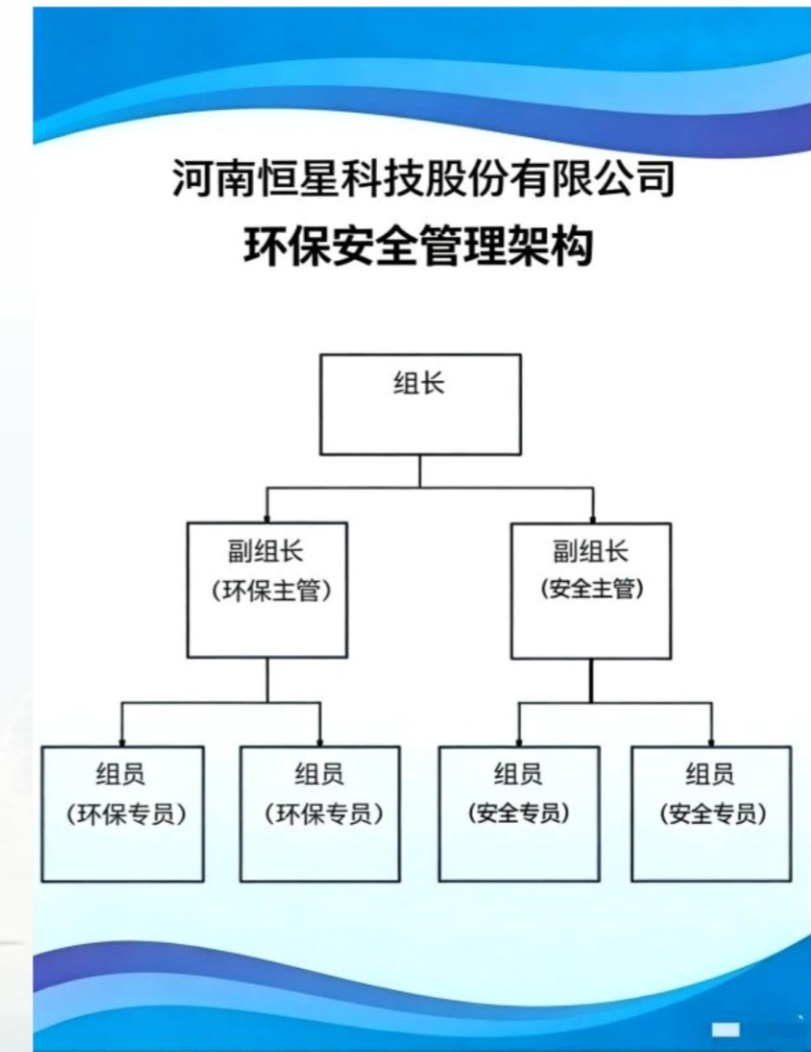 河南恒星科技股份有限公司
环保安全管理架构
组长
副组长
（环保主管）
副组长
(安全主管)
组员
（环保专员）
组员
（环保专员）
组员
(安全专员)
组员
（安全专员）